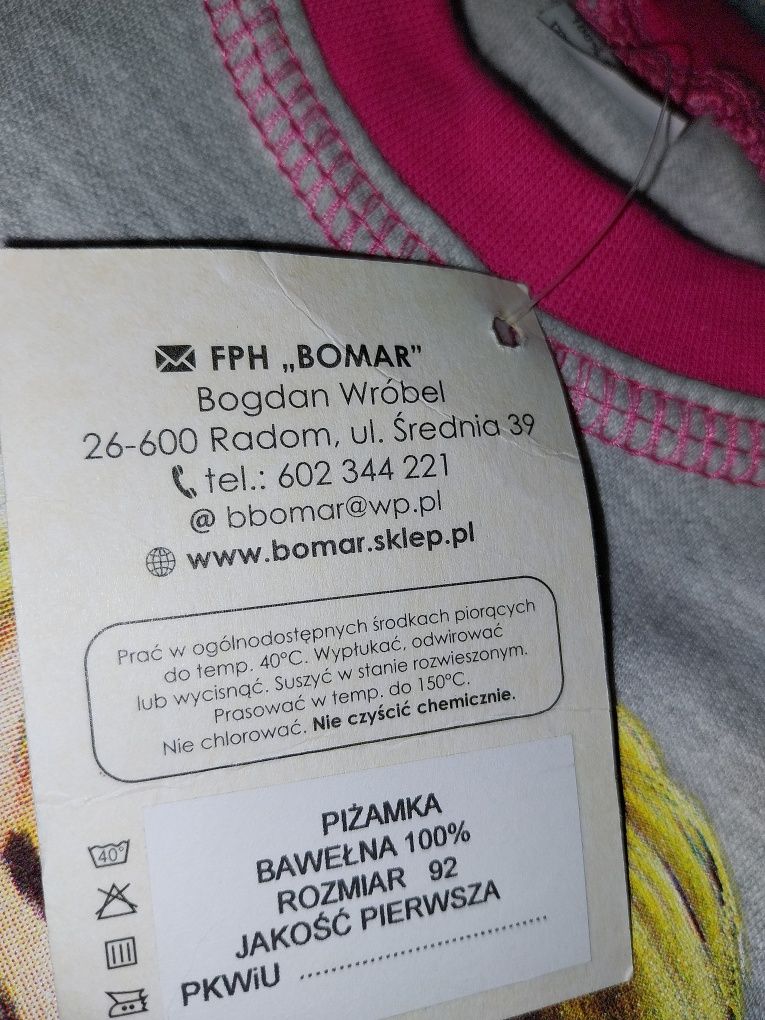 FPH „BOMAR”
Bogdan Wróbel
26-600 Radom, ul. Średnia 39
tel.: 602 344 221
@ bbomar@wp.pl
www.bomar.sklep.pl
Prać w ogólnodostępnych środkach piorących
do temp. 40°C. Wypłukać, odwirować
lub wycisnąć. Suszyć w stanie rozwieszonym.
Prasować w temp. do 150°C.
Nie chlorować. Nie czyścić chemicznie.
40°
PIŻAMKA
BAWEŁNA 100%
ROZMIAR 92
JAKOŚĆ PIERWSZA
PKWiU ................................